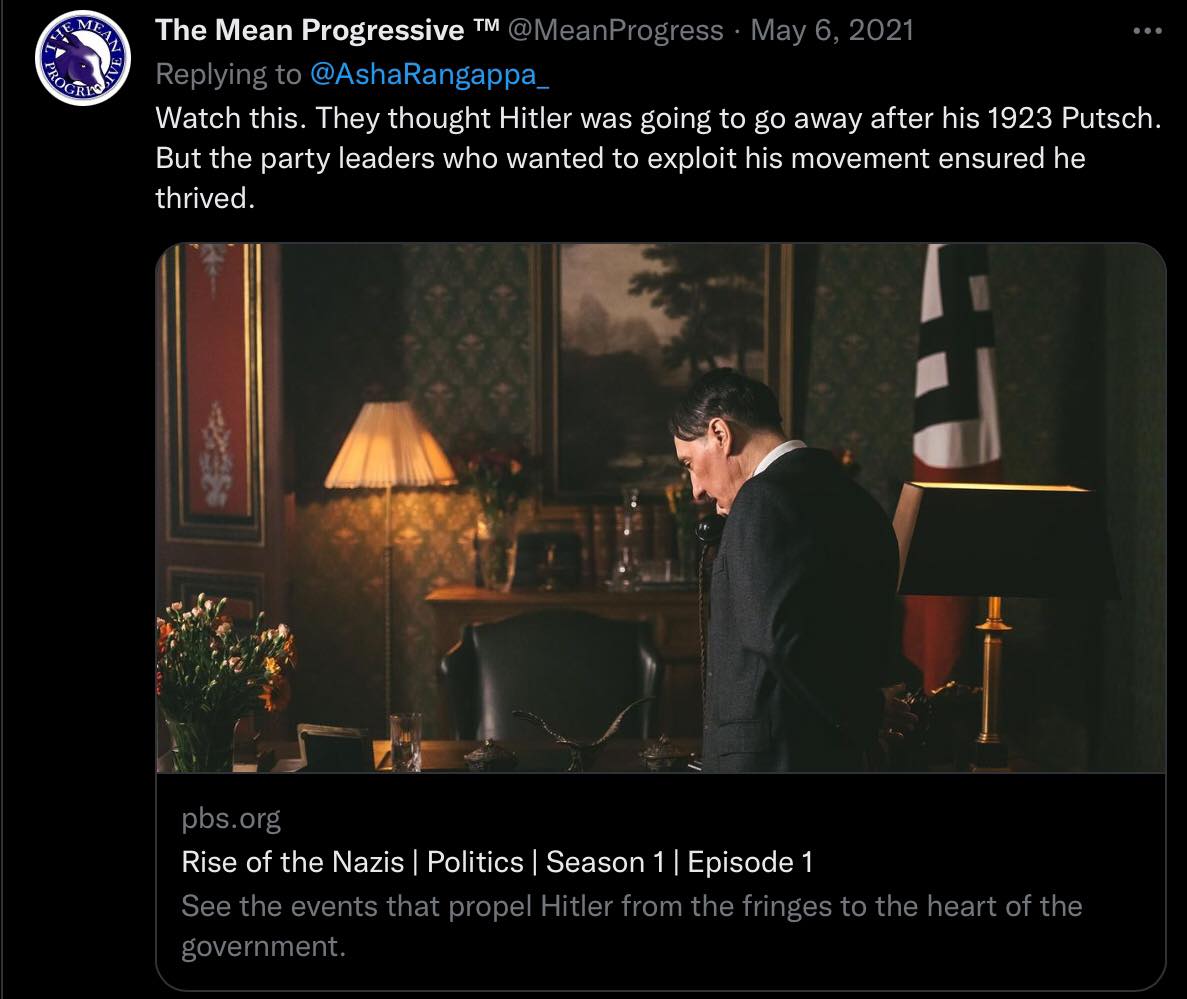 THE MEAN PROGRESSIVE
The Mean Progressive ™ @MeanProgress · May 6, 2021
Replying to @AshaRangappa_
Watch this. They thought Hitler was going to go away after his 1923 Putsch.
But the party leaders who wanted to exploit his movement ensured he
thrived.
pbs.org
Rise of the Nazis | Politics | Season 1 | Episode 1
See the events that propel Hitler from the fringes to the heart of the
government.